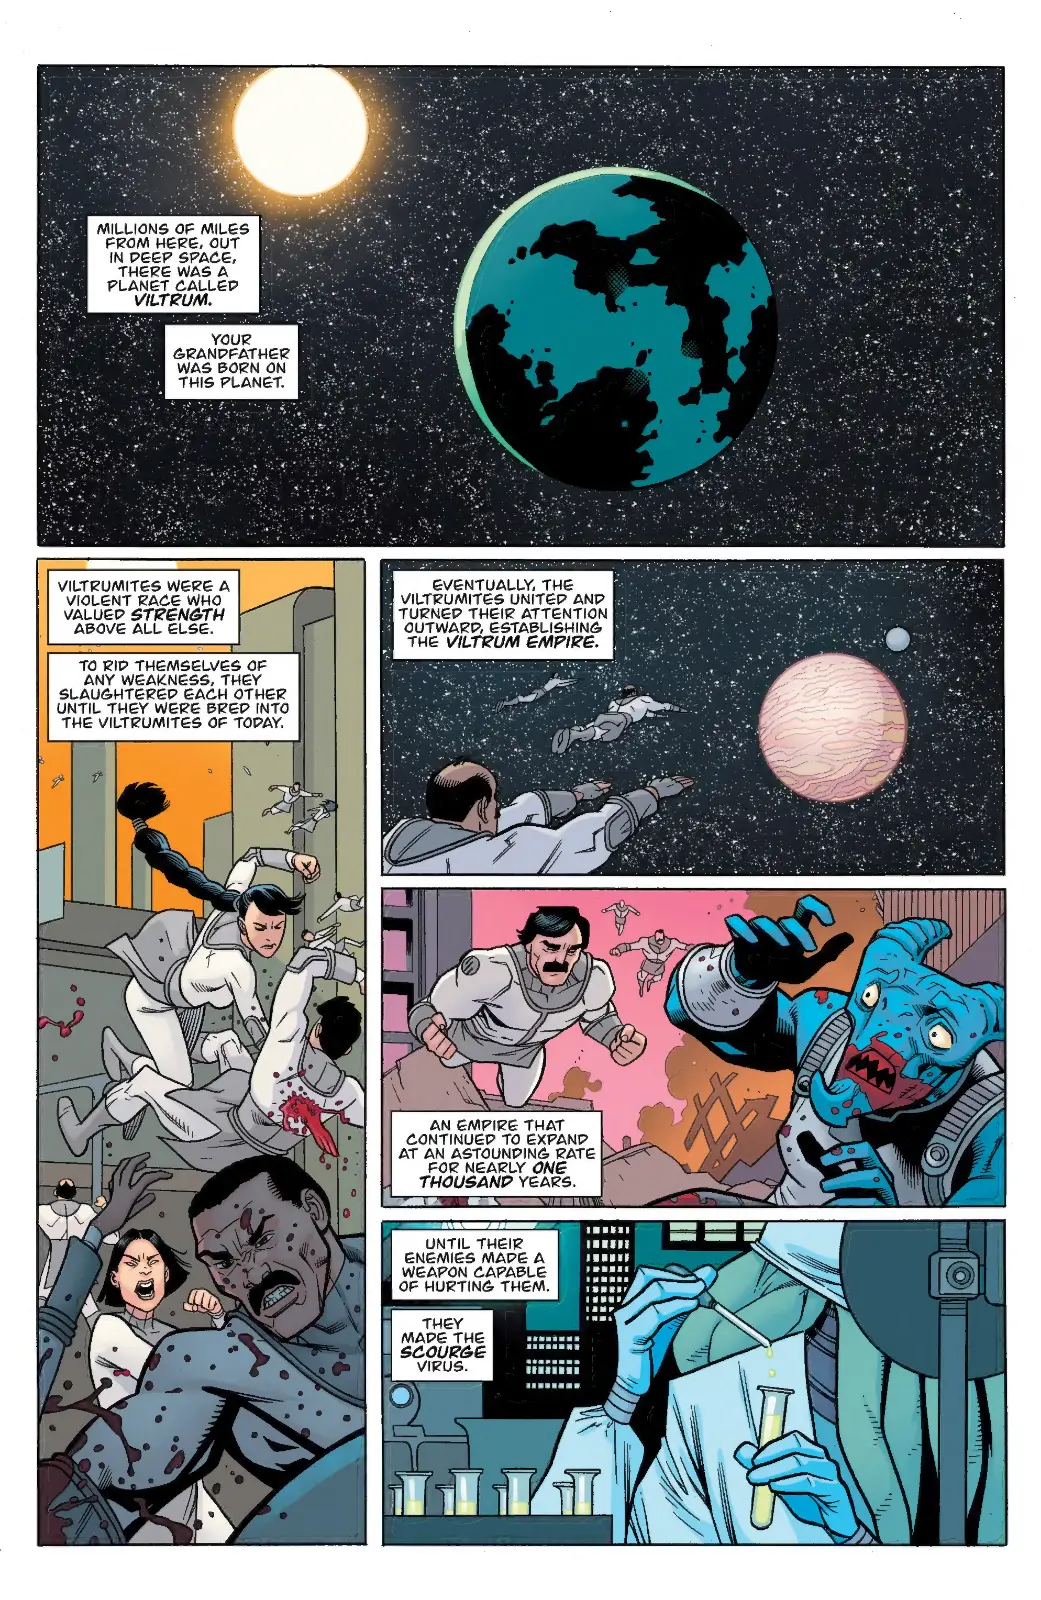 MILLIONS OF MILES
FROM HERE, OUT
IN DEEP SPACE,
THERE WAS A
PLANET CALLED
VILTRUM.
YOUR
GRANDFATHER
WAS BORN ON
THIS PLANET.
VILTRUMITES WERE A
VIOLENT RACE WHO
VALUED STRENGTH
ABOVE ALL ELSE.
TO RID THEMSELVES OF
ANY WEAKNESS, THEY
SLAUGHTERED EACH OTHER
UNTIL THEY WERE BRED INTO
THE VILTRUMITES OF TODAY.
EVENTUALLY, THE
VILTRUMITES UNITED AND
TURNED THEIR ATTENTION
OUTWARD, ESTABLISHING
THE VILTRUM EMPIRE.
AN EMPIRE THAT
CONTINUED TO EXPAND
AT AN ASTOUNDING RATE
FOR NEARLY ONE
THOUSAND YEARS.
UNTIL THEIR
ENEMIES MADE A
WEAPON CAPABLE
OF HURTING THEM.
THEY
MADE THE
SCOURGE
VIRUS.